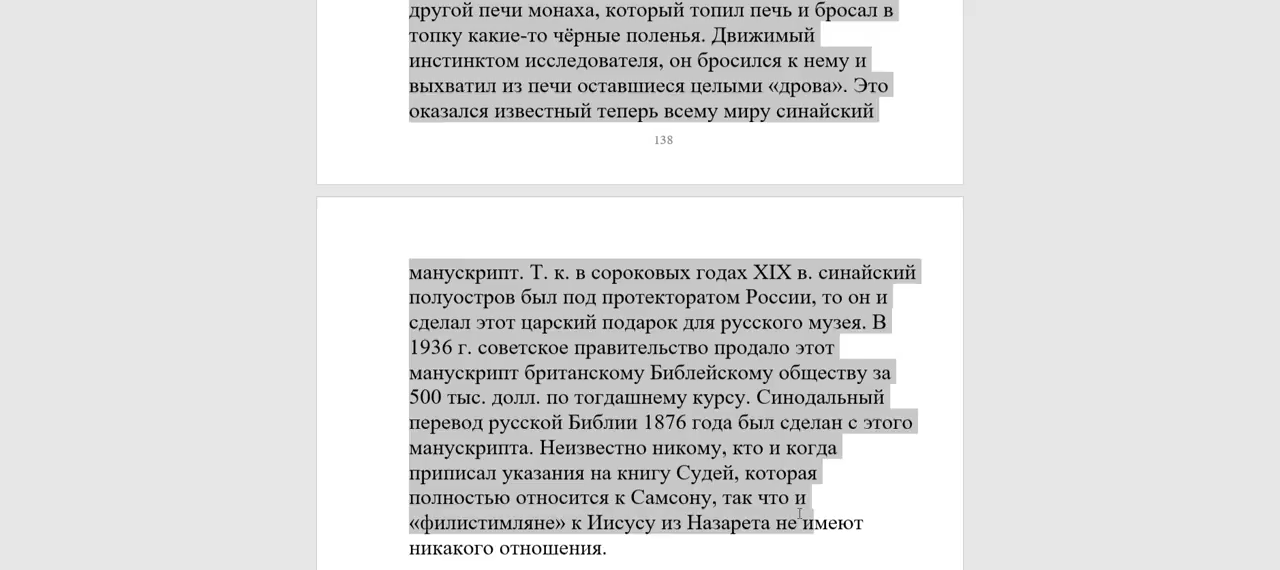 другой печи монаха, который топил печь и бросал в
топку какие-то чёрные поленья. Движимый
инстинктом исследователя, он бросился к нему и
выхватил из печи оставшиеся целыми «дрова». Это
оказался известный теперь всему миру синайский
138
манускрипт. Т. к. в сороковых годах XIX в. синайский
полуостров был под протекторатом России, то он и
сделал этот царский подарок для русского музея. В
1936 г. советское правительство продало этот
манускрипт британскому Библейскому обществу за
500 тыс. долл. по тогдашнему курсу. Синодальный
перевод русской Библии 1876 года был сделан с этого
манускрипта. Неизвестно никому, кто и когда
приписал указания на книгу Судей, которая
полностью относится к Самсону, так что и
«филистимляне» к Иисусу из Назарета не имеют
никакого отношения.